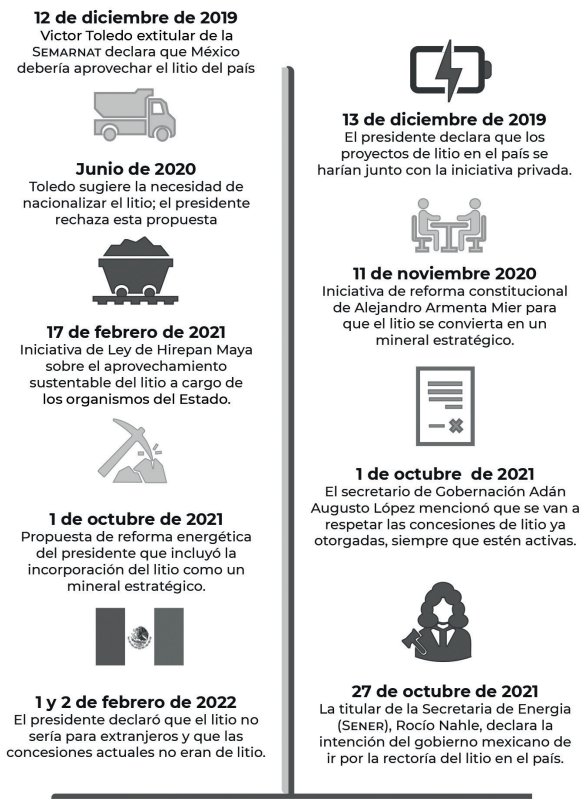 12 de diciembre de 2019
Victor Toledo extitular de la
SEMARNAT declara que México
debería aprovechar el litio del país
13 de diciembre de 2019
El presidente declara que los
proyectos de litio en el país se
harían junto con la iniciativa privada.
Junio de 2020
Toledo sugiere la necesidad de
nacionalizar el litio; el presidente
rechaza esta propuesta
11 de noviembre 2020
Iniciativa de reforma constitucional
de Alejandro Armenta Mier para
que el litio se convierta en un
mineral estratégico.
17 de febrero de 2021
Iniciativa de Ley de Hirepan Maya
sobre el aprovechamiento
sustentable del litio a cargo de
los organismos del Estado.
1 de octubre de 2021
El secretario de Gobernación Adán
Augusto López mencionó que se van a
respetar las concesiones de litio ya
otorgadas, siempre que estén activas.
1 de octubre de 2021
Propuesta de reforma energética
del presidente que incluyó la
incorporación del litio como un
mineral estratégico.
27 de octubre de 2021
La titular de la Secretaria de Energia
(SENER), Rocío Nahle, declara la
intención del gobierno mexicano de
ir por la rectoría del litio en el país.
1 y 2 de febrero de 2022
El presidente declaró que el litio no
sería para extranjeros y que las
concesiones actuales no eran de litio.